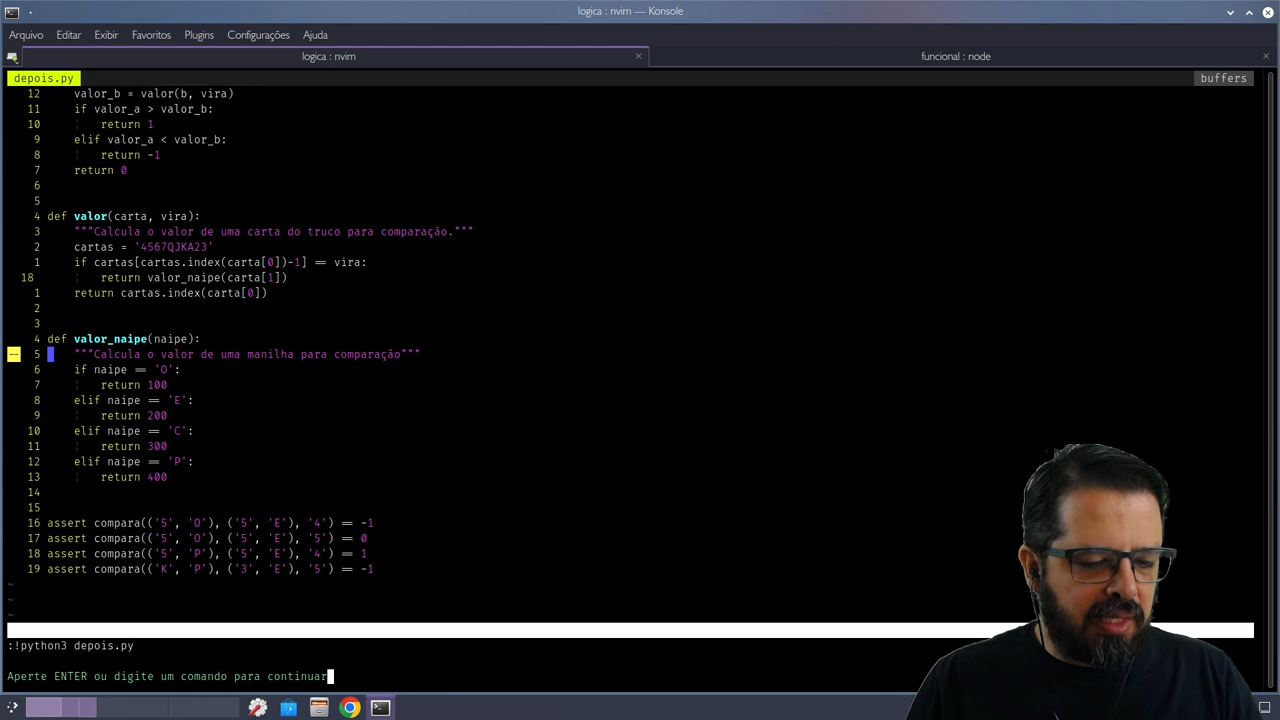 logica : nvim — Konsole
Arquivo Editar Exibir Favoritos Plugins Configurações Ajuda
logica : nvim
funcional : node
depois.py
buffers
12 valor_b = valor(b, vira)
11 if valor_a > valor_b:
10 return 1
9 elif valor_a < valor_b:
8 return -1
7 return 0
6
5
4 def valor(carta, vira):
3 """Calcula o valor de uma carta do truco para comparação."""
2 cartas = '4567QJKA23'
1 if cartas[cartas.index(carta[0])-1] == vira:
18 return valor_naipe(carta[1])
1 return cartas.index(carta[0])
2
3
4 def valor_naipe(naipe):
-- 5 """Calcula o valor de uma manilha para comparação"""
6 if naipe == 'O':
7 return 100
8 elif naipe == 'E':
9 return 200
10 elif naipe == 'C':
11 return 300
12 elif naipe == 'P':
13 return 400
14
15
16 assert compara(('5', 'O'), ('5', 'E'), '4') == -1
17 assert compara(('5', 'O'), ('5', 'E'), '5') == 0
18 assert compara(('5', 'P'), ('5', 'E'), '4') == 1
19 assert compara(('K', 'P'), ('3', 'E'), '5') == -1
~
~
~
:!python3 depois.py
Aperte ENTER ou digite um comando para continuar